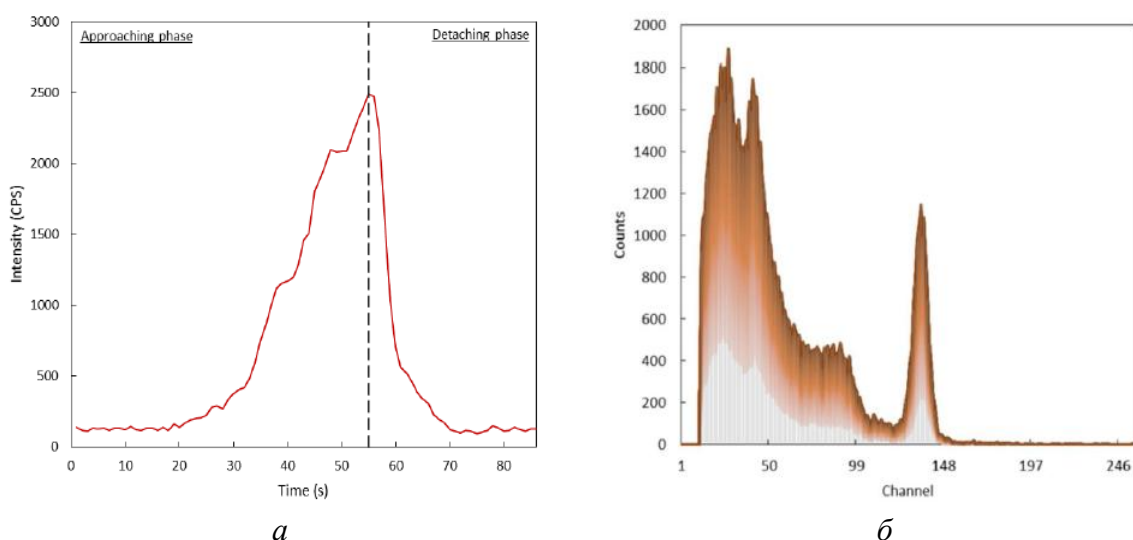 3000
Approaching phase
Detaching phase
2500
2000
1500
1000
500
0
Intensity (CPS)
0 10 20 30 40 50 60 70 80
Time (s)
а
2000
1800
1600
1400
1200
1000
800
600
400
200
0
Counts
1 50 99 148 197 246
Channel
б